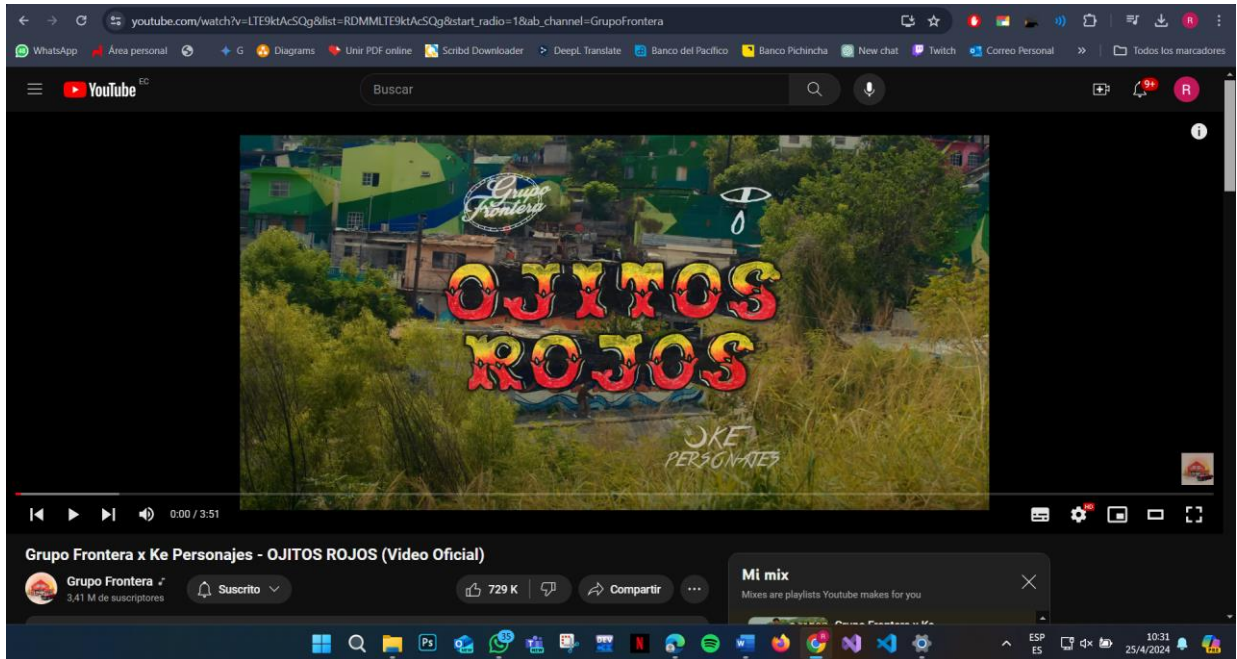 youtube.com/watch?v=LTE9ktAcSQg&list=RDMMLTE9ktAcSQg&start_radio=1&ab_channel=GrupoFrontera
WhatsApp Área personal G Diagrams Unir PDF online Scribd Downloader DeepL Translate Banco del Pacífico Banco Pichincha New chat Twitch Correo Personal » Todos los marcadores
YouTube EC
Buscar
9+
R
Grupo
Frontera
OJITOS
ROJOS
KE
PERSONAJES
0:00 / 3:51
HD
Grupo Frontera x Ke Personajes - OJITOS ROJOS (Video Oficial)
Grupo Frontera
3,41 M de suscriptores
Suscrito
729 K
Compartir
Mi mix
Mixes are playlists Youtube makes for you
35
ESP
ES
10:31
25/4/2024